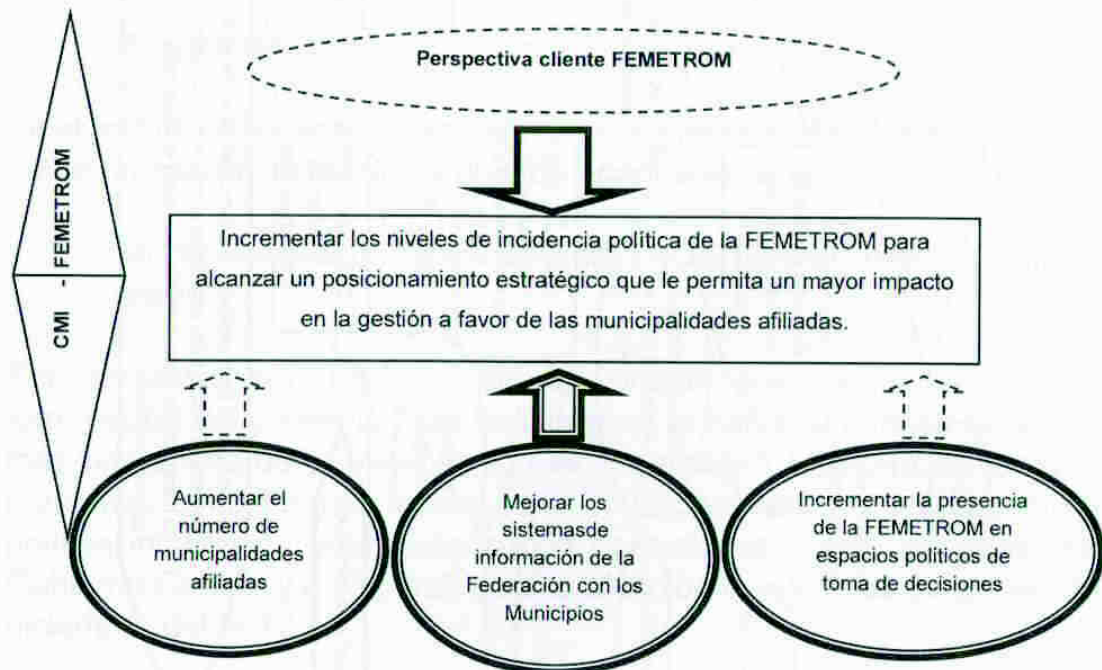 Perspectiva cliente FEMETROM
CMI - FEMETROM
Incrementar los niveles de incidencia política de la FEMETROM para
alcanzar un posicionamiento estratégico que le permita un mayor impacto
en la gestión a favor de las municipalidades afiliadas.
Aumentar el
número de
municipalidades
afiliadas
Mejorar los
sistemasde
información de la
Federación con los
Municipios
Incrementar la presencia
de la FEMETROM en
espacios políticos de
toma de decisiones